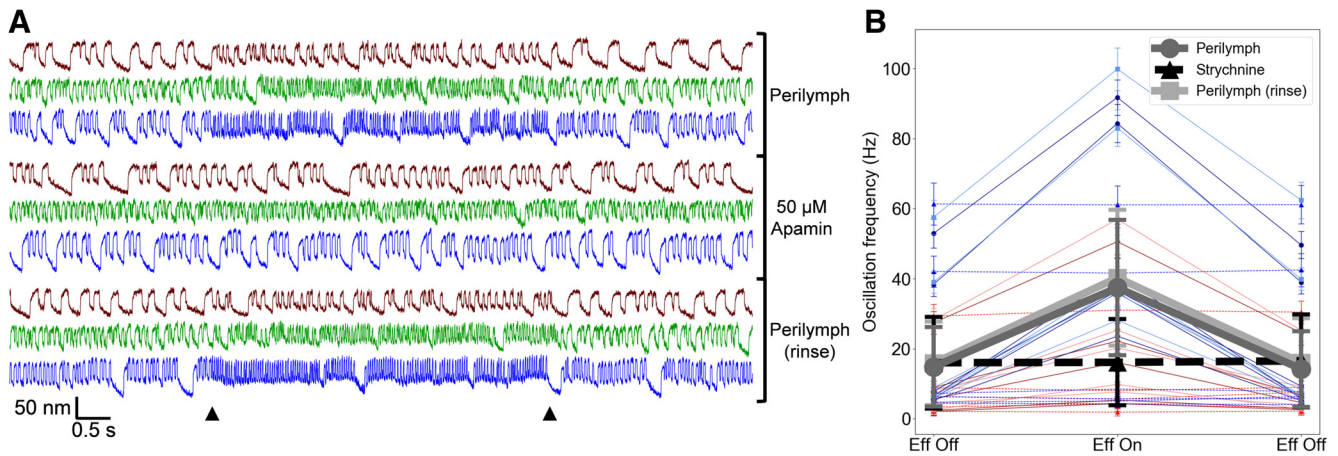 A
Perilymph
50 µM
Apamin
Perilymph
(rinse)
50 nm
0.5 s
B
Perilymph
Strychnine
Perilymph (rinse)
Oscillation frequency (Hz)
100
80
60
40
20
0
Eff Off
Eff On
Eff Off